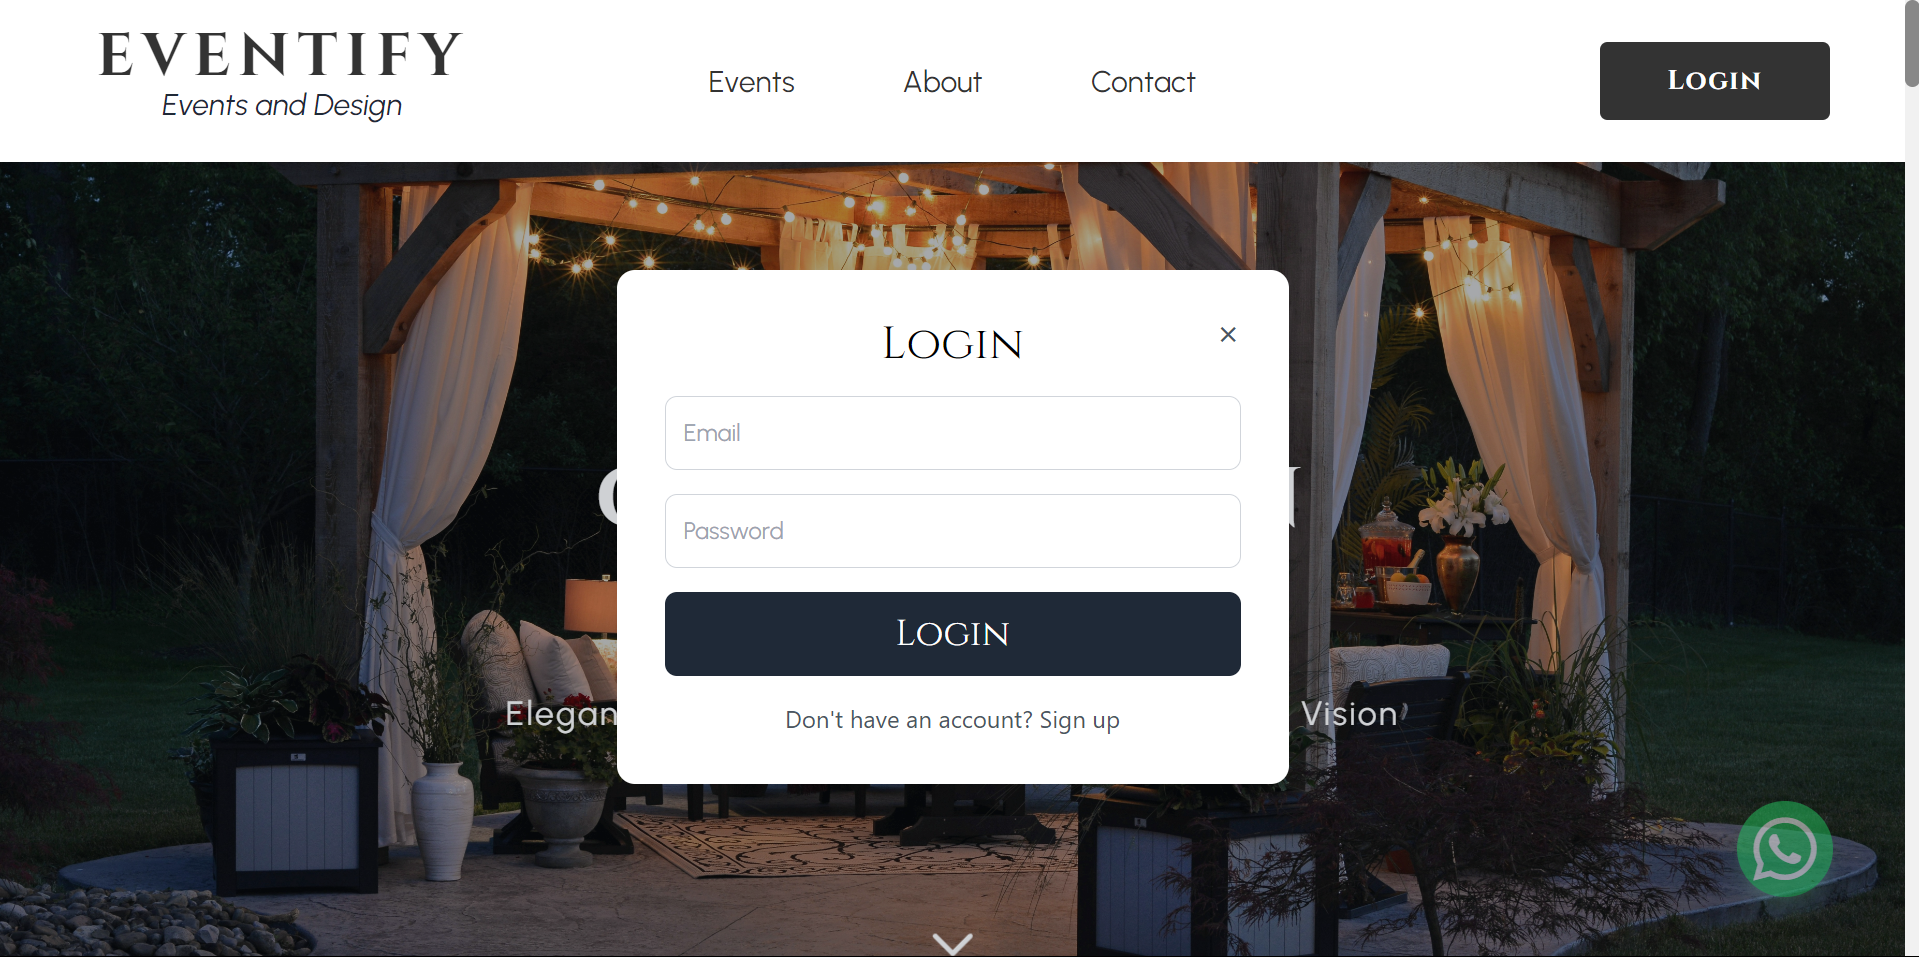 EVENTIFY
Events and Design
Events
About
Contact
Login
Login
×
Email
Password
Login
Don't have an account? Sign up
Vision